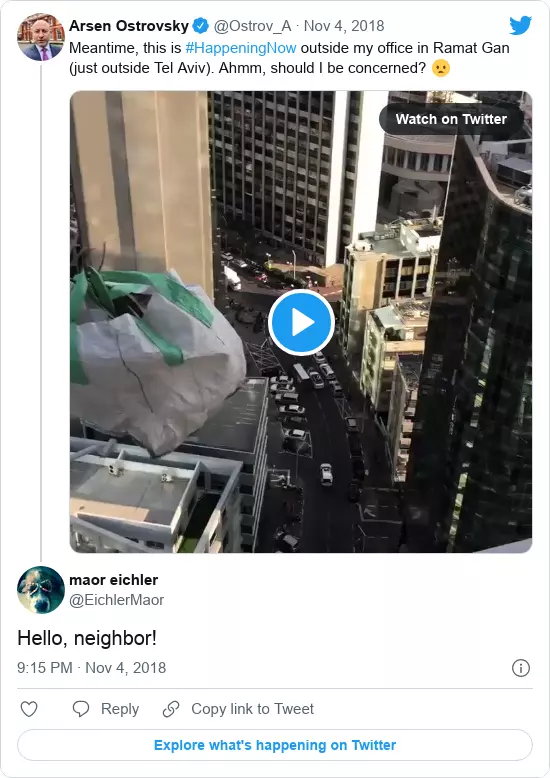 Arsen Ostrovsky @Ostrov_A · Nov 4, 2018
Meantime, this is #HappeningNow outside my office in Ramat Gan
(just outside Tel Aviv). Ahmm, should I be concerned? 😟
Watch on Twitter
maor eichler
@EichlerMaor
Hello, neighbor!
9:15 PM · Nov 4, 2018
Reply Copy link to Tweet
Explore what's happening on Twitter